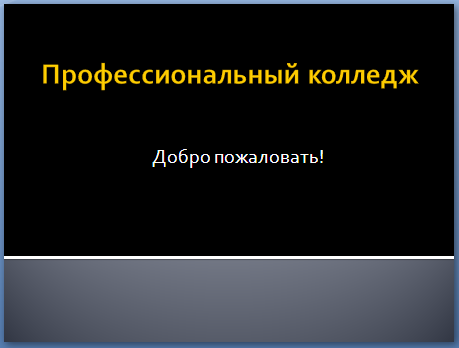 Профессиональный колледж
Добро пожаловать!